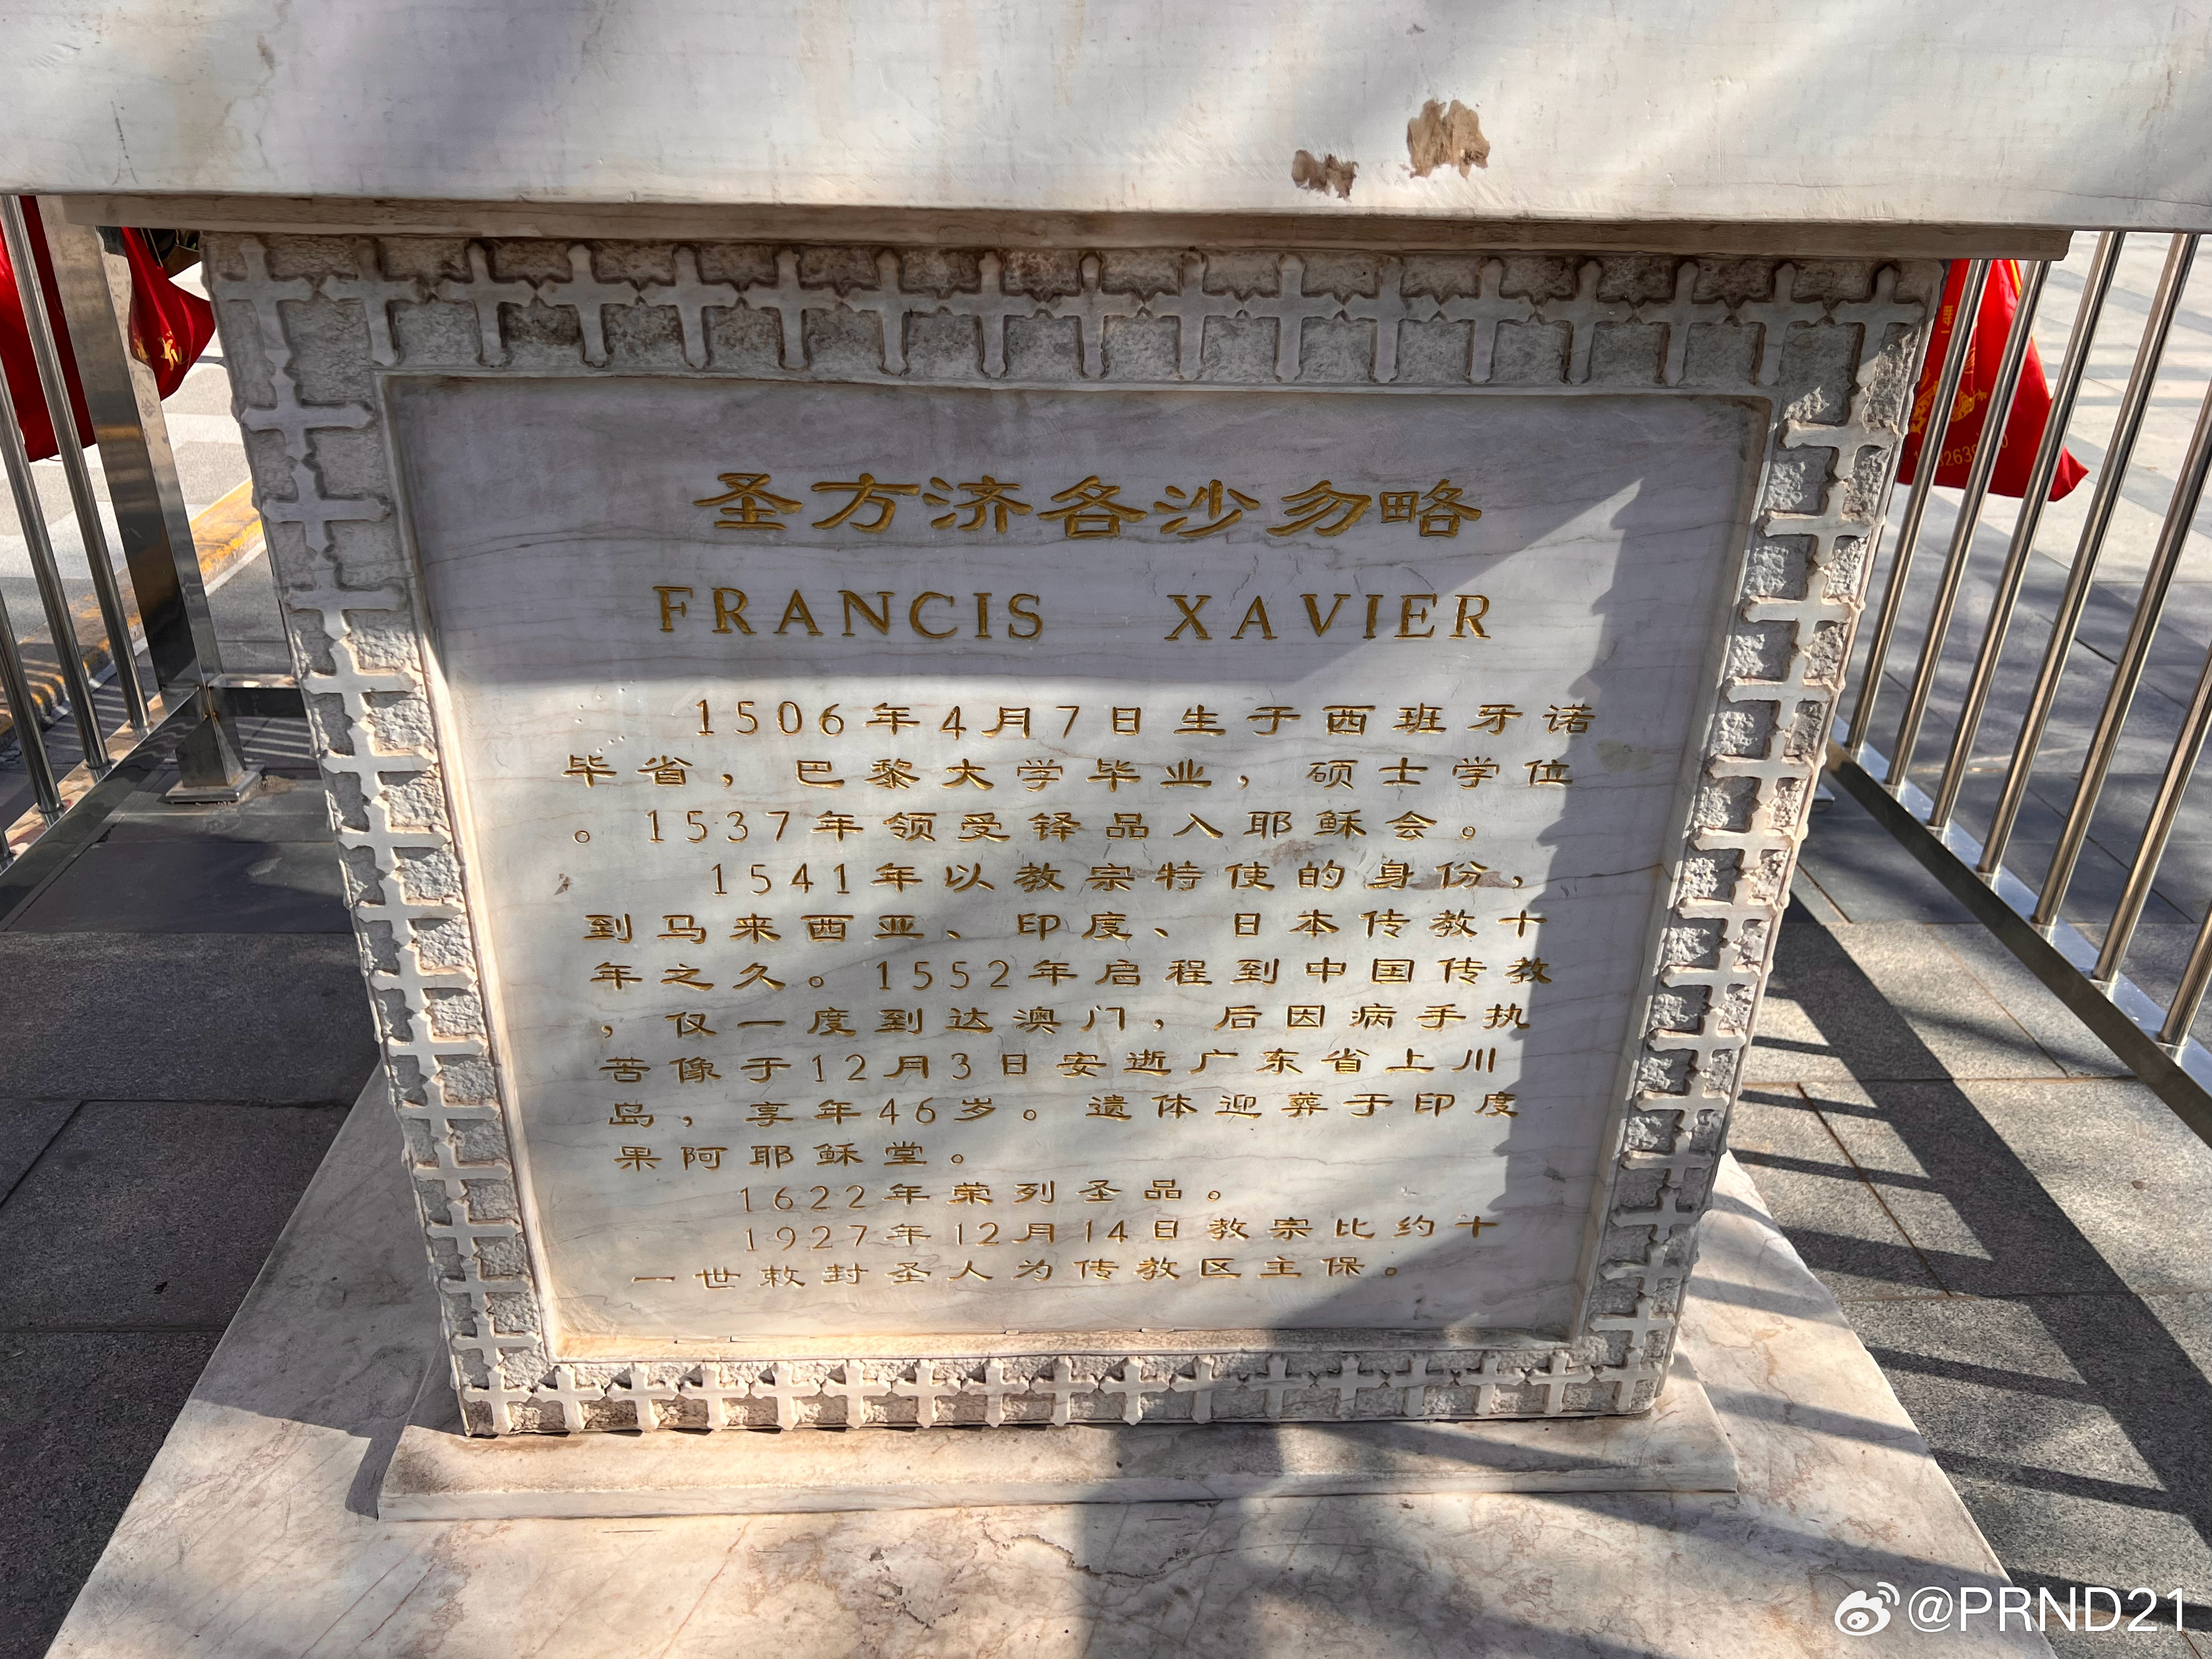 圣方济各沙勿略
FRANCIS XAVIER
1506年4月7日生于西班牙诺
毕省，巴黎大学毕业，硕士学位
。1537年领受铎品入耶稣会。
1541年以教宗特使的身份，
到马来西亚、印度、日本传教十
年之久。1552年启程到中国传教
，仅一度到达澳门，后因病手执
苦像于12月3日安逝广东省上川
岛，享年46岁。遗体迎葬于印度
果阿耶稣堂。
1622年荣列圣品。
1927年12月14日教宗比约十
一世敕封圣人为传教区主保。
@PRND21